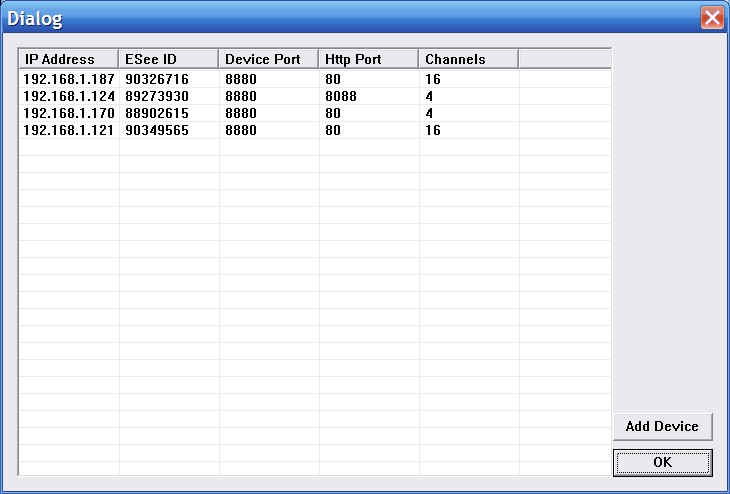 Dialog
IP Address ESee ID Device Port Http Port Channels
192.168.1.187 90326716 8880 80 16
192.168.1.124 89273930 8880 8088 4
192.168.1.170 88902615 8880 80 4
192.168.1.121 90349565 8880 80 16
Add Device
OK